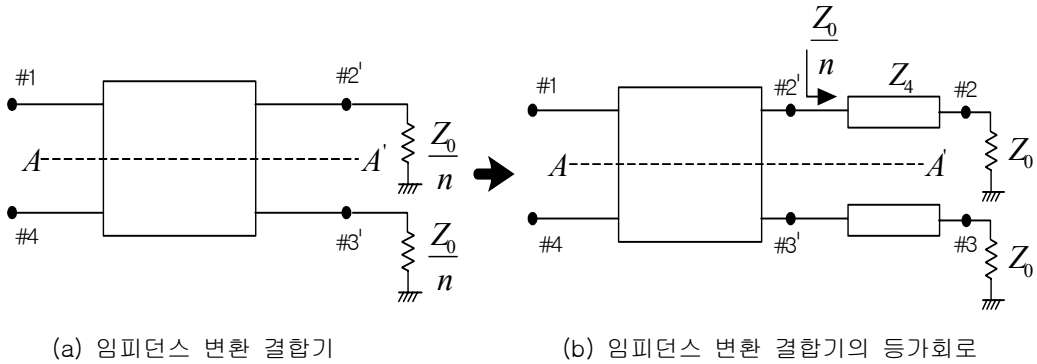 #1
#2'
A
A'
Z₀/n
#4
#3'
Z₀/n
(a) 임피던스 변환 결합기
Z₀/n
#1
#2'
Z₄
#2
Z₀
A
A'
#4
#3'
#3
Z₀
(b) 임피던스 변환 결합기의 등가회로